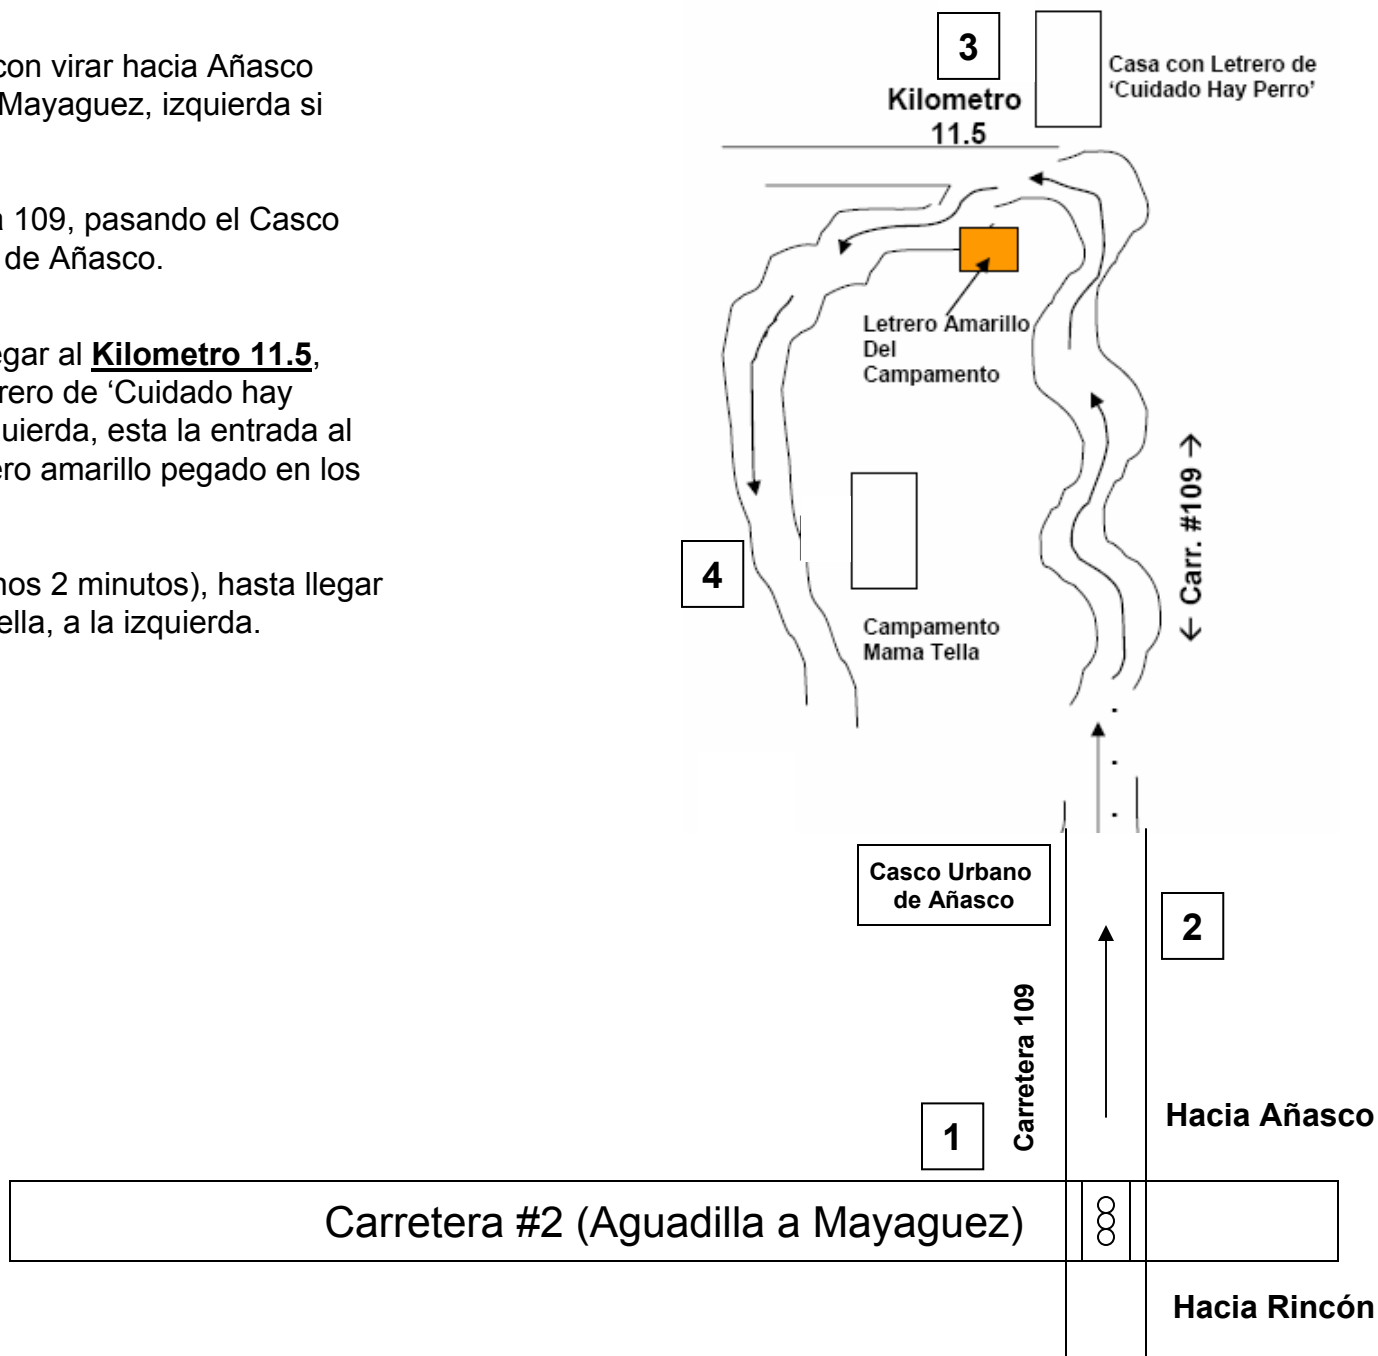 con virar hacia Añasco
Mayaguez, izquierda si
a 109, pasando el Casco
de Añasco.
egar al Kilometro 11.5,
rero de ‘Cuidado hay
quierda, esta la entrada al
ero amarillo pegado en los
nos 2 minutos), hasta llegar
ella, a la izquierda.
3
Kilometro
11.5
Casa con Letrero de
‘Cuidado Hay Perro’
Letrero Amarillo
Del
Campamento
4
Campamento
Mama Tella
← Carr. #109 →
Casco Urbano
de Añasco
2
Carretera 109
1
Hacia Añasco
Carretera #2 (Aguadilla a Mayaguez)
Hacia Rincón